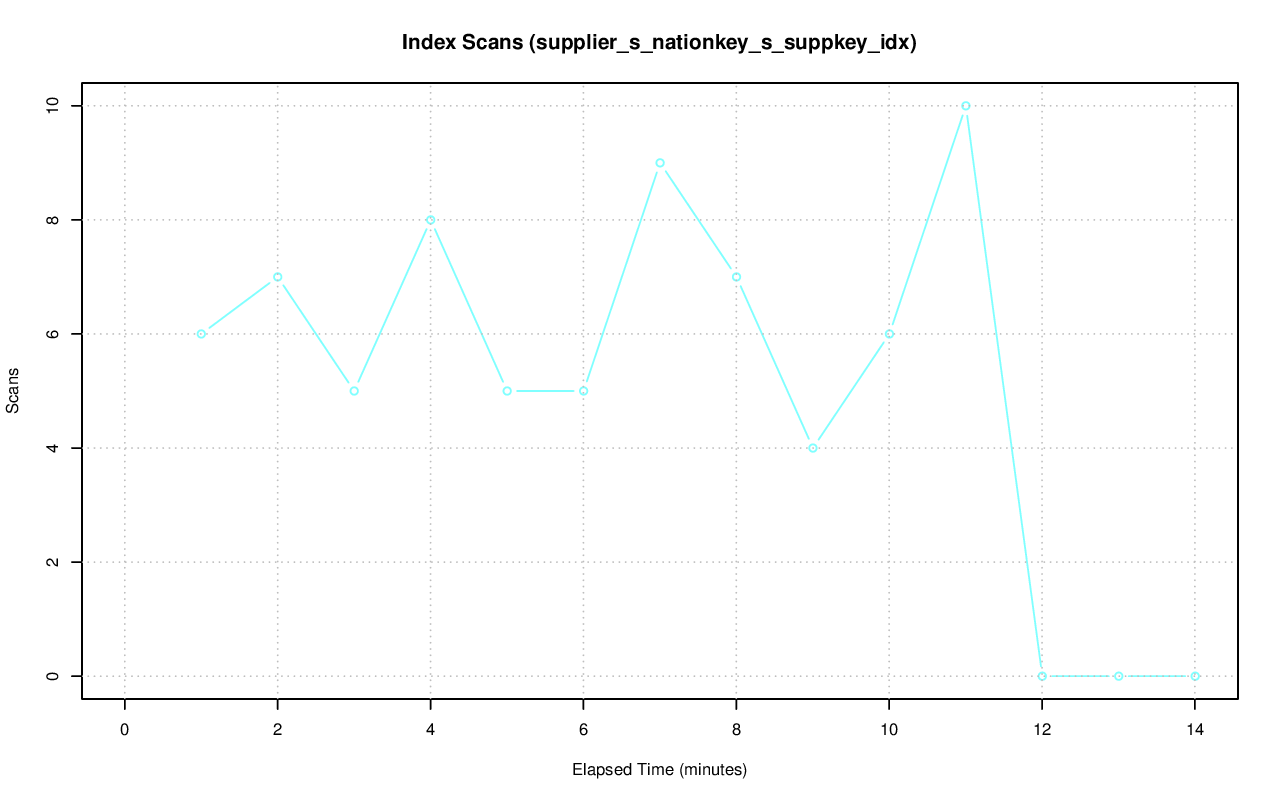 Index Scans (supplier_s_nationkey_s_suppkey_idx)
10
8
6
4
2
0
Scans
0 2 4 6 8 10 12 14
Elapsed Time (minutes)